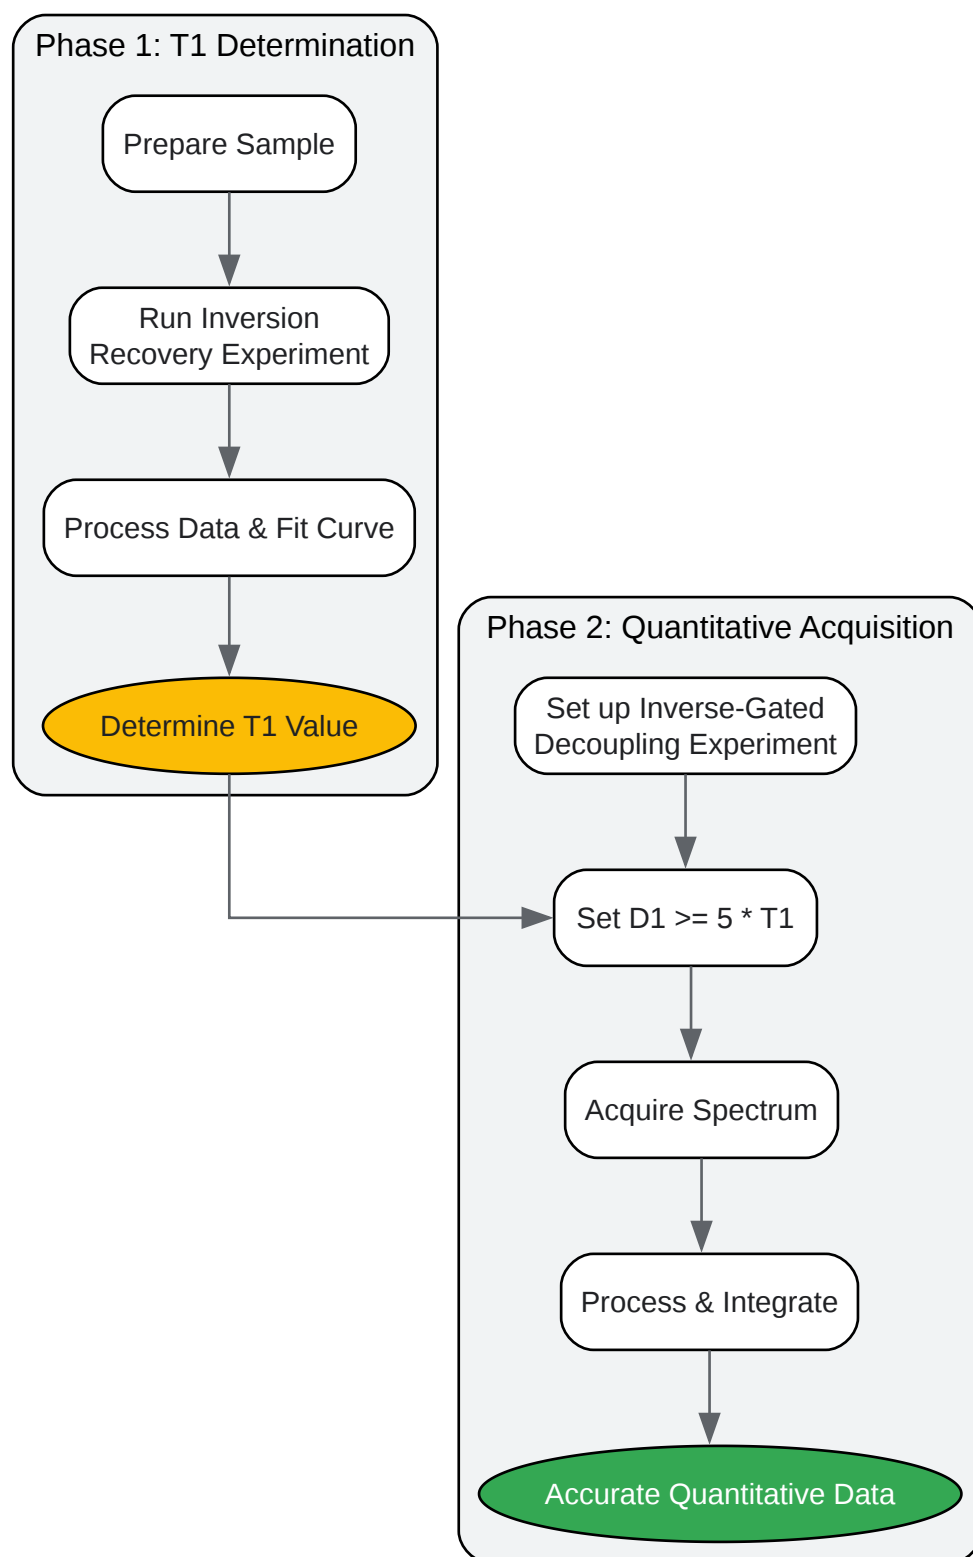 Phase 1: T1 Determination
Prepare Sample
Run Inversion
Recovery Experiment
Process Data & Fit Curve
Determine T1 Value
Phase 2: Quantitative Acquisition
Set up Inverse-Gated
Decoupling Experiment
Set D1 >= 5 * T1
Acquire Spectrum
Process & Integrate
Accurate Quantitative Data